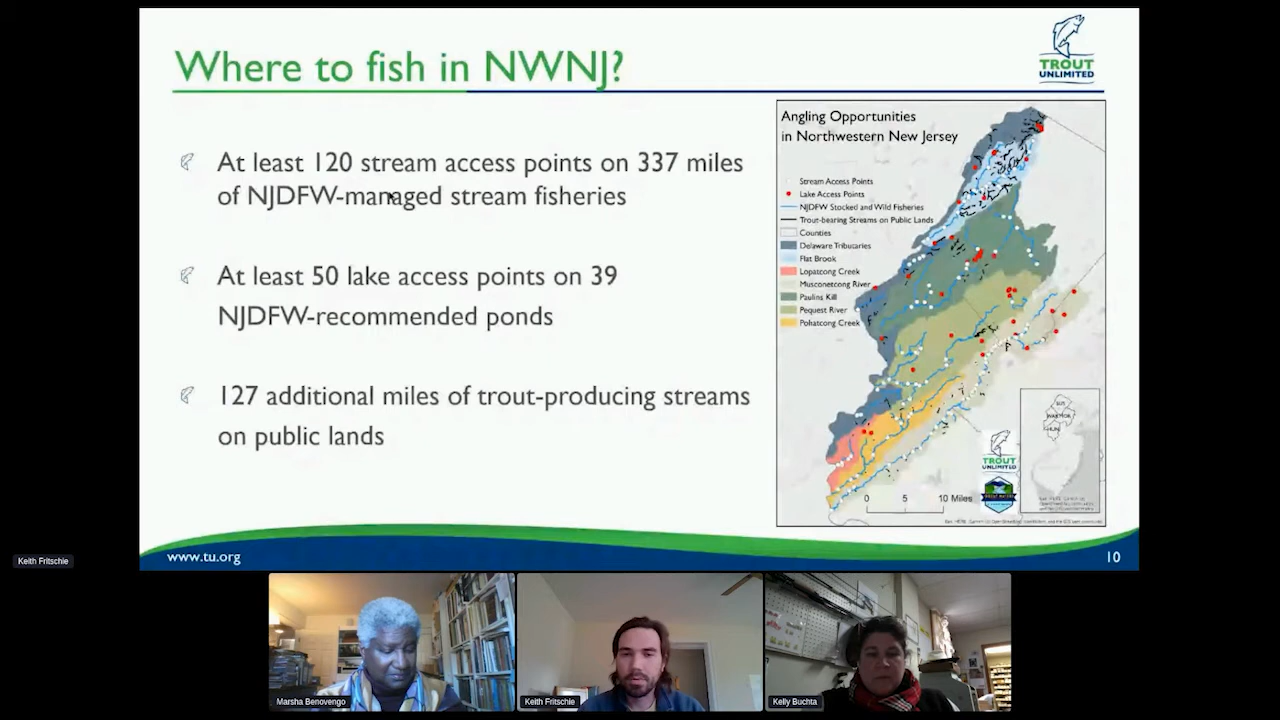 Where to fish in NWNJ?
TROUT
UNLIMITED
At least 120 stream access points on 337 miles
of NJDFW-managed stream fisheries
At least 50 lake access points on 39
NJDFW-recommended ponds
127 additional miles of trout-producing streams
on public lands
Angling Opportunities
in Northwestern New Jersey
Stream Access Points
Lake Access Points
NJDFW Stocked and Wild Fisheries
Trout-bearing Streams on Public Lands
Counties
Delaware Tributaries
Flat Brook
Lopatcong Creek
Musconetcong River
Paulins Kill
Pequest River
Pohatcong Creek
TROUT
UNLIMITED
0 5 10 Miles
www.tu.org
10
Keith Fritschie
Marsha Benovengo
Keith Fritschie
Kelly Buchta